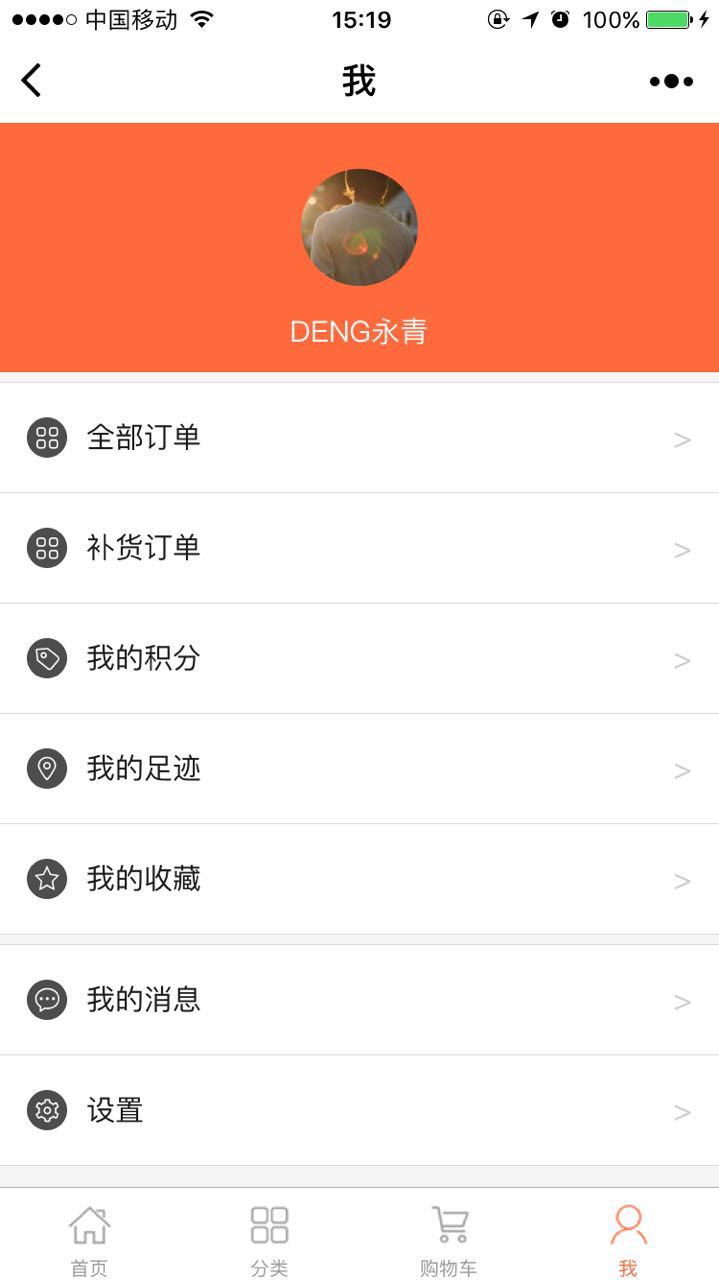 中国移动 15:19 100%
我
DENG永青
全部订单 >
补货订单 >
我的积分 >
我的足迹 >
我的收藏 >
我的消息 >
设置 >
首页 分类 购物车 我